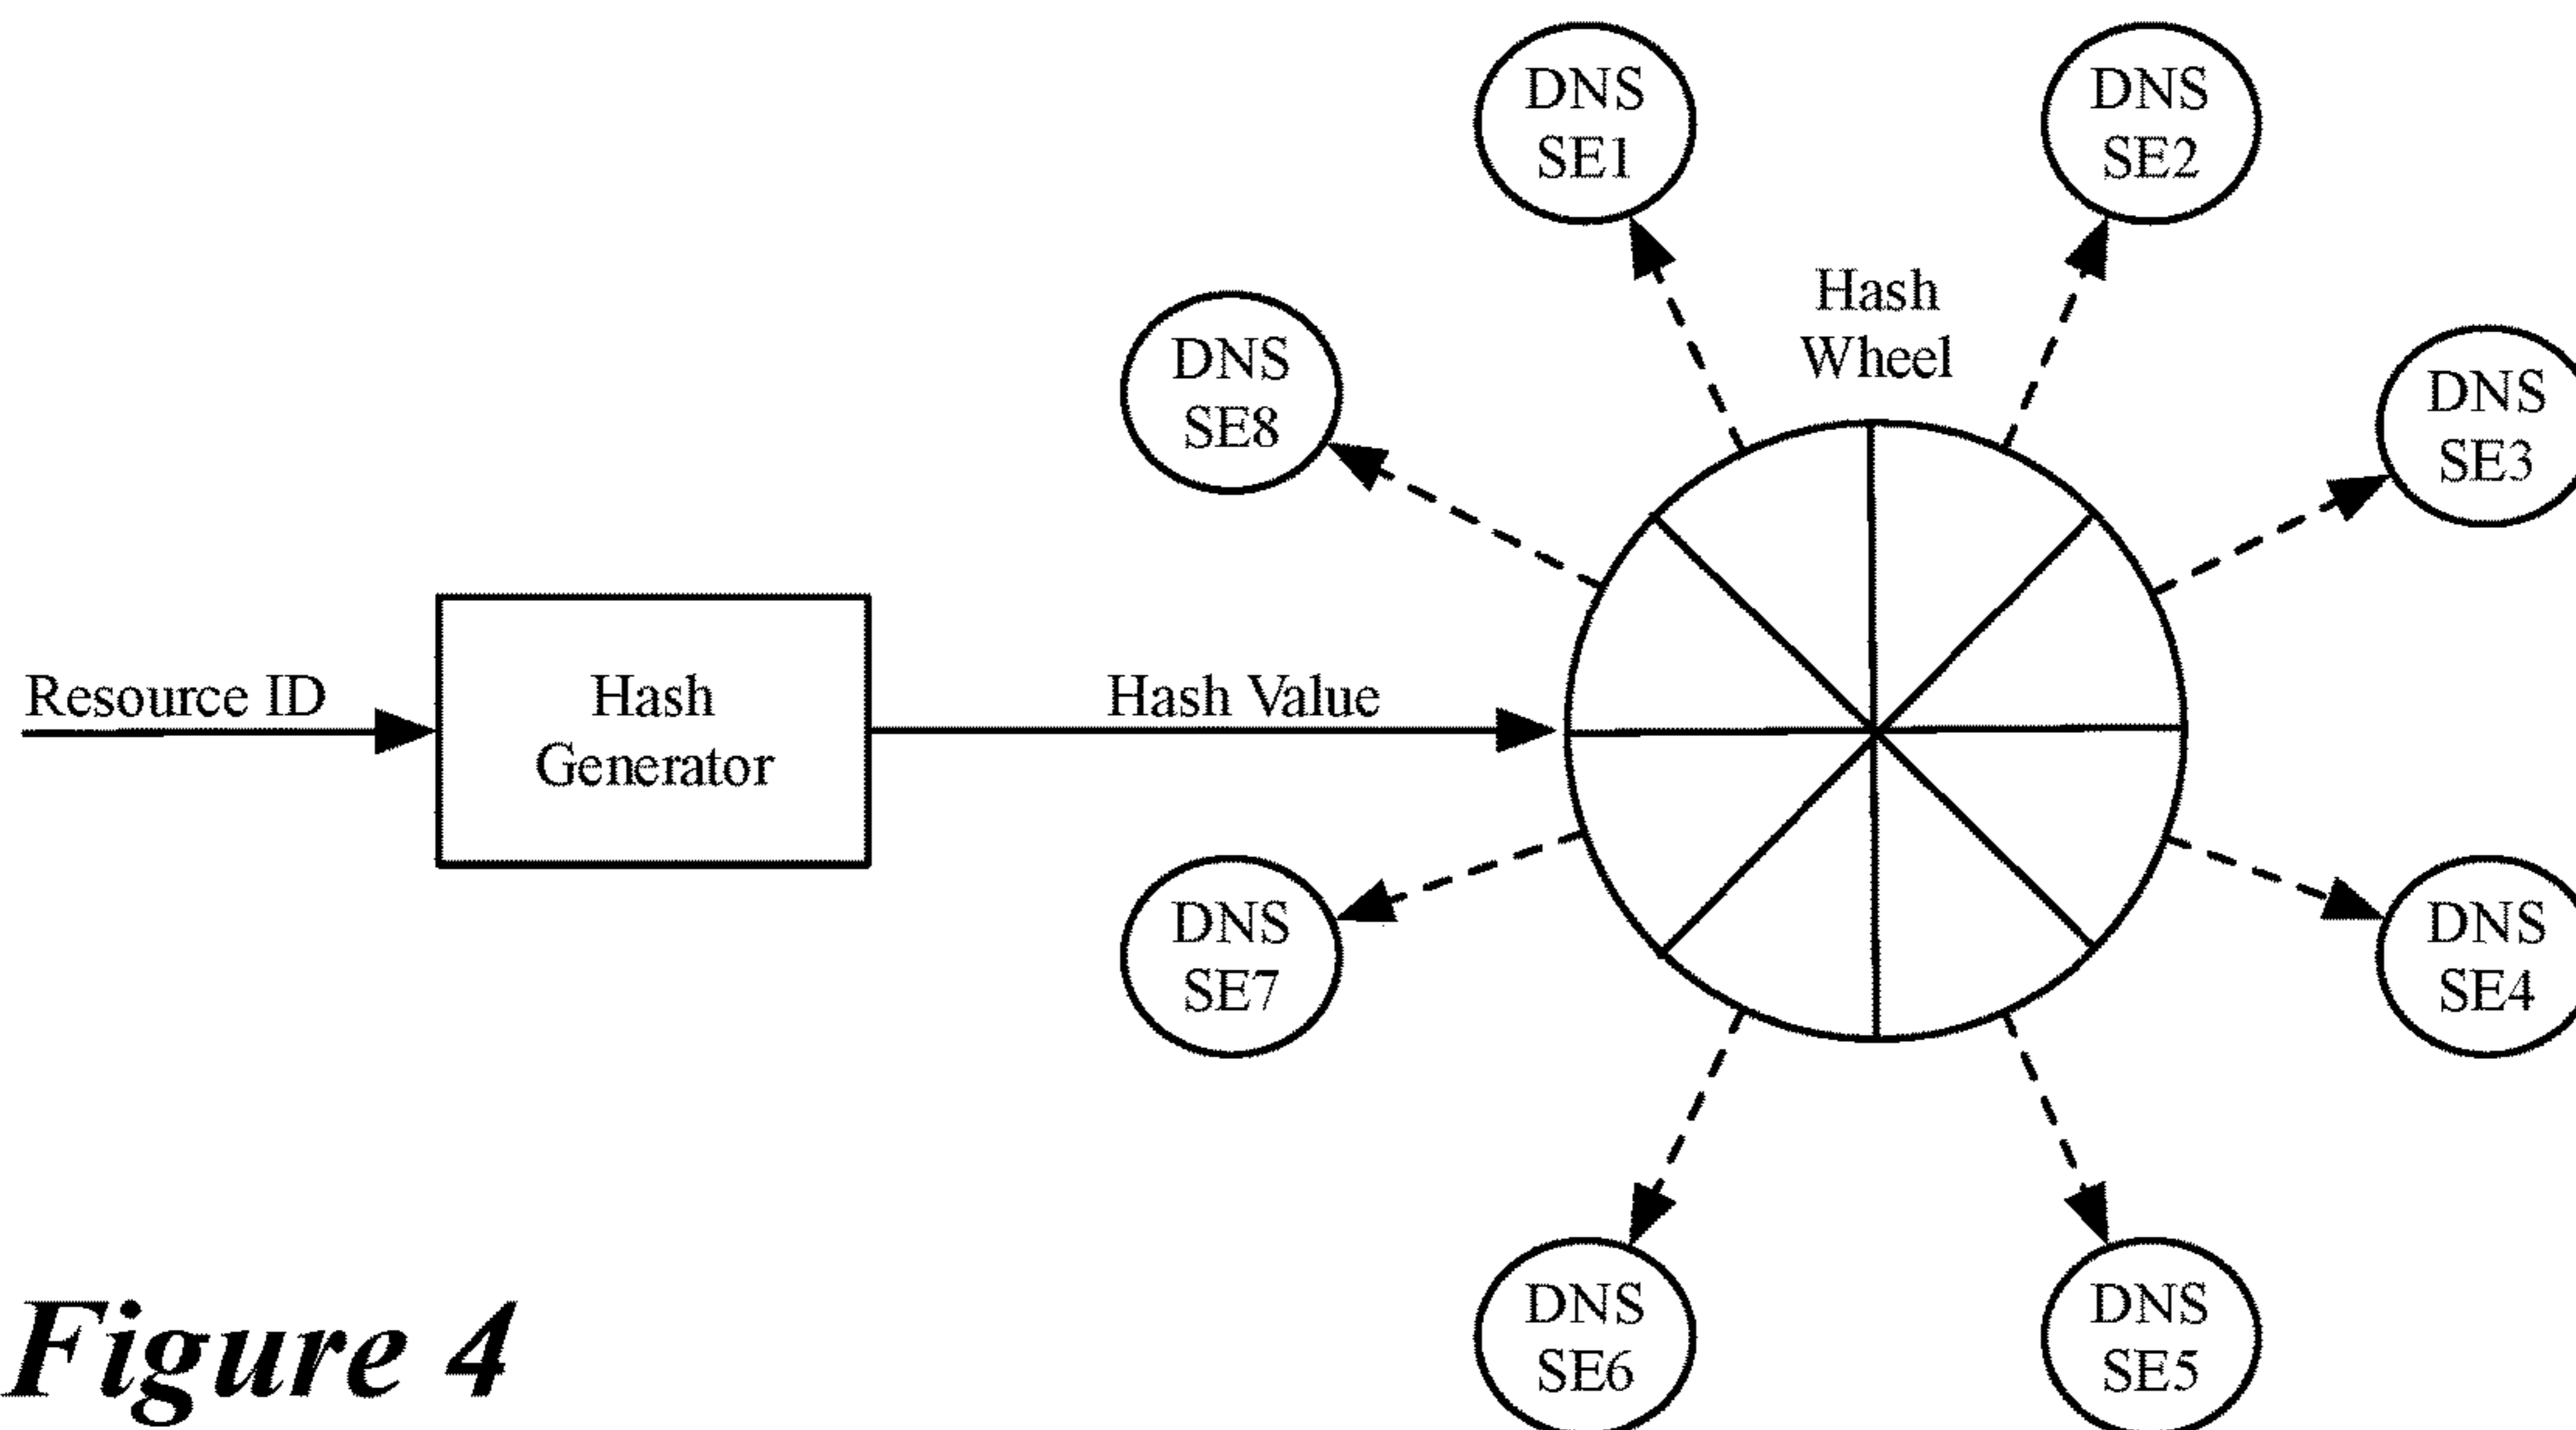 DNS
SE1
DNS
SE2
Hash
Wheel
DNS
SE8
DNS
SE3
Resource ID
Hash
Generator
Hash Value
DNS
SE7
DNS
SE4
DNS
SE6
DNS
SE5
Figure 4